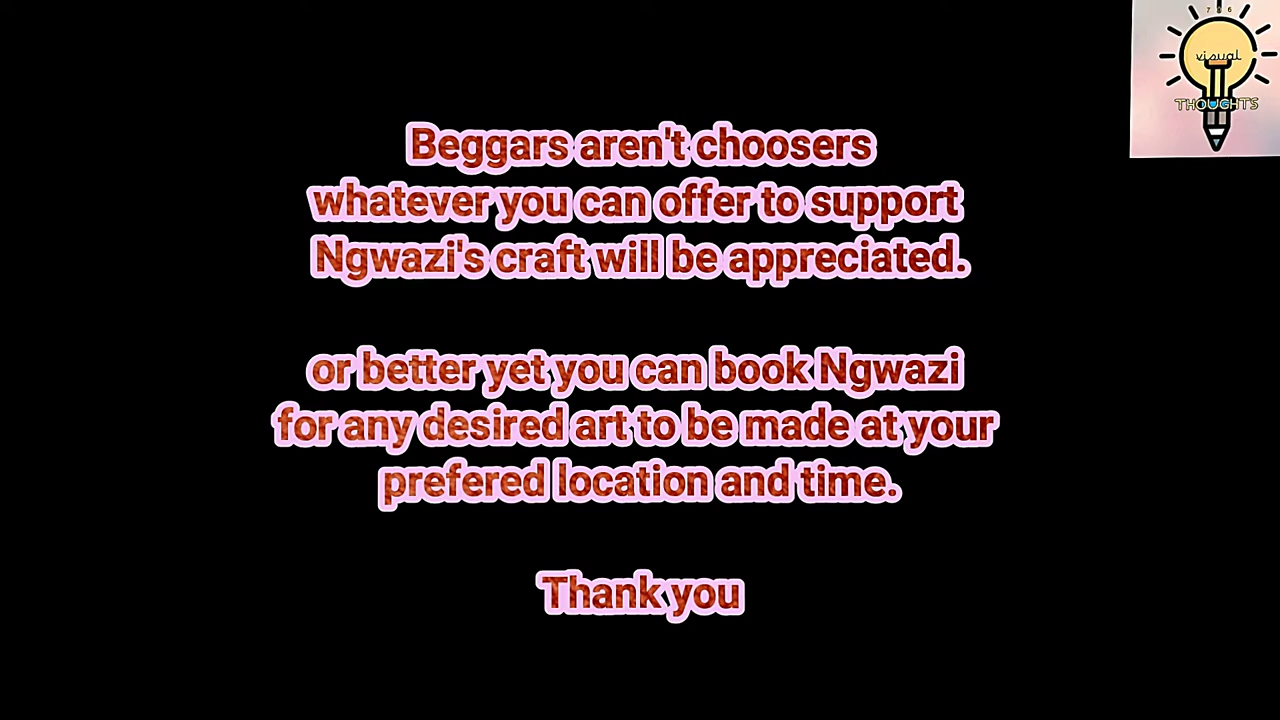 Beggars aren't choosers
whatever you can offer to support
Ngwazi's craft will be appreciated.
or better yet you can book Ngwazi
for any desired art to be made at your
prefered location and time.
Thank you
visual
THOUGHTS